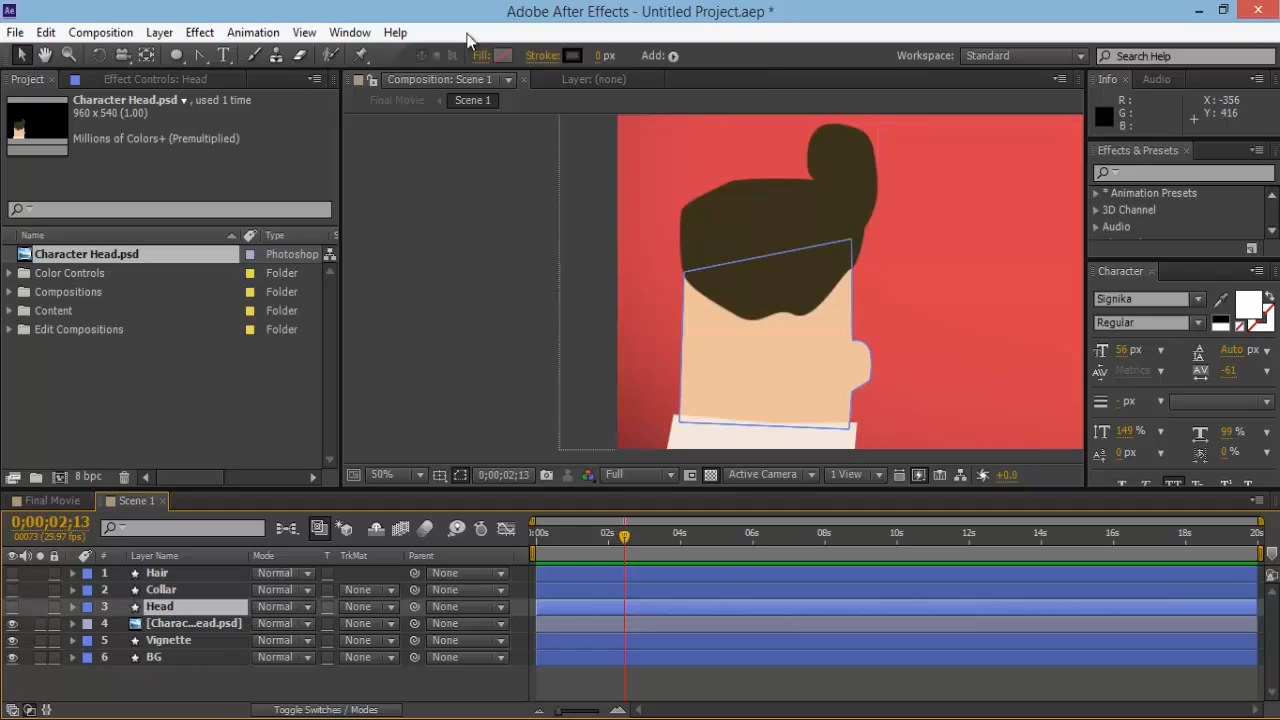 Ae Adobe After Effects - Untitled Project.aep *
File Edit Composition Layer Effect Animation View Window Help
T Fill: Stroke: 0 px Add: Workspace: Standard Search Help
Project Effect Controls: Head
Composition: Scene 1 Layer: (none)
Info Audio
Final Movie Scene 1
Character Head.psd , used 1 time
960 x 540 (1.00)
Millions of Colors+ (Premultiplied)
R :
G :
B :
X : -356
Y : 416
Effects & Presets
* Animation Presets
3D Channel
Audio
Name Type S
Character Head.psd Photoshop
Color Controls Folder
Compositions Folder
Content Folder
Edit Compositions Folder
Character
Signika
Regular
56 px Auto px
Metrics -61
- px
149 % 99 %
0 px 0 %
8 bpc
50% 0;00;02;13 Full Active Camera 1 View +0.0
Final Movie Scene 1
0;00;02;13
00073 (29.97 fps)
:00s 02s 04s 06s 08s 10s 12s 14s 16s 18s 20s
# Layer Name Mode T TrkMat Parent
1 Hair Normal None
2 Collar Normal None None
3 Head Normal None None
4 [Charac...ead.psd] Normal None None
5 Vignette Normal None None
6 BG Normal None None
Toggle Switches / Modes